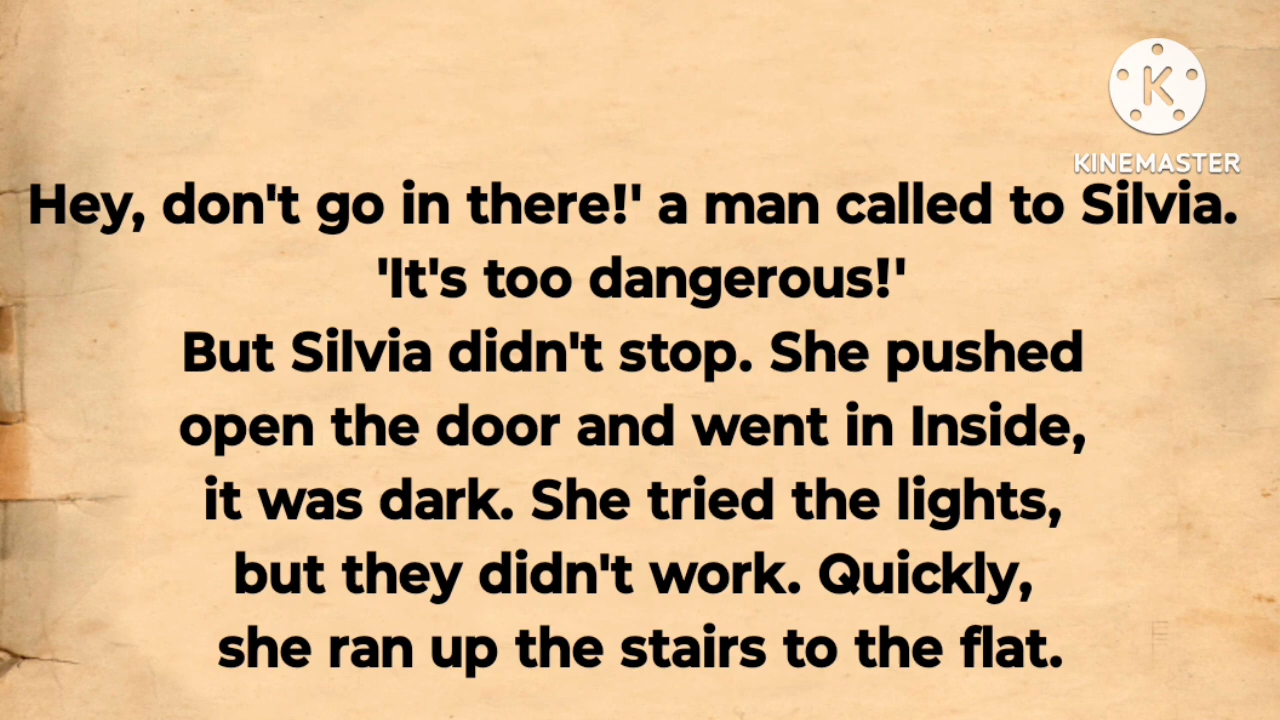 KINEMASTER
Hey, don't go in there!' a man called to Silvia.
'It's too dangerous!'
But Silvia didn't stop. She pushed
open the door and went in Inside,
it was dark. She tried the lights,
but they didn't work. Quickly,
she ran up the stairs to the flat.